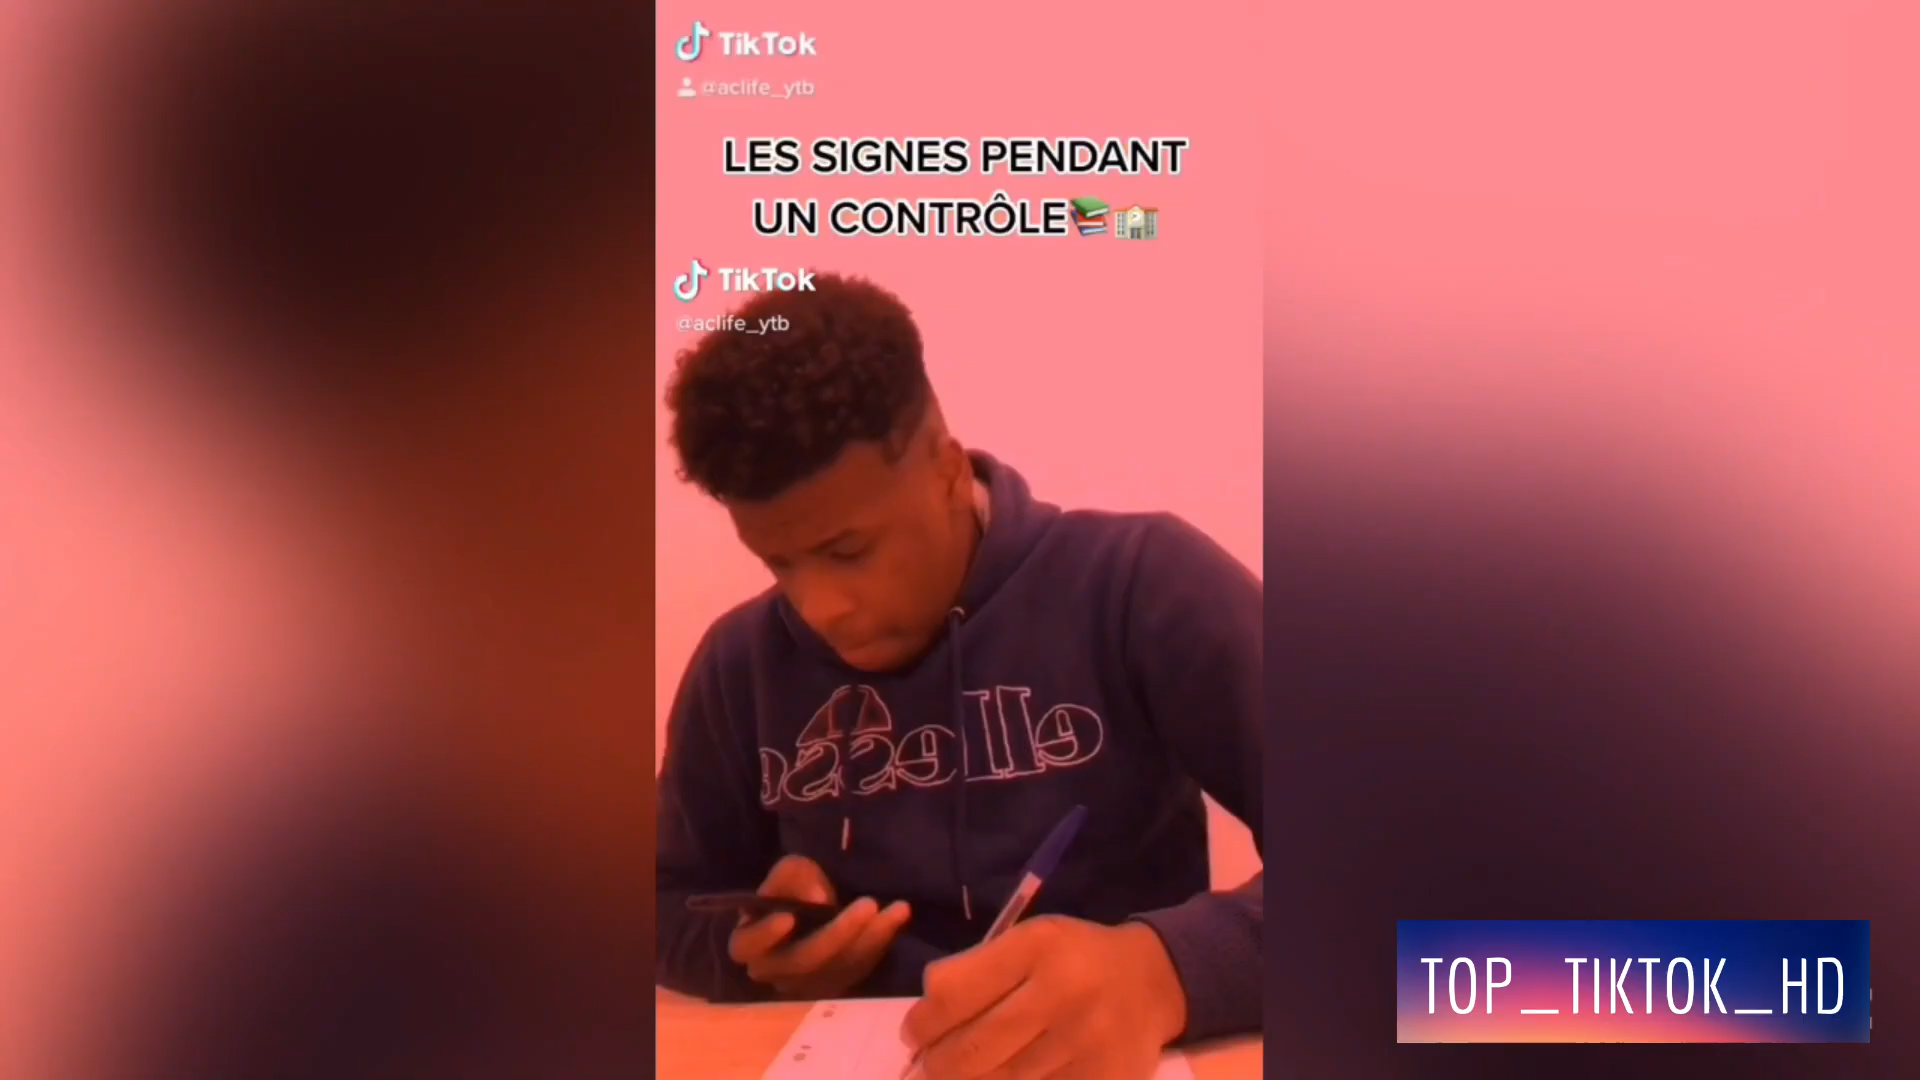 TikTok
@aclife_ytb
LES SIGNES PENDANT
UN CONTRÔLE📚🏫
TikTok
@aclife_ytb
ellesse
TOP_TIKTOK_HD